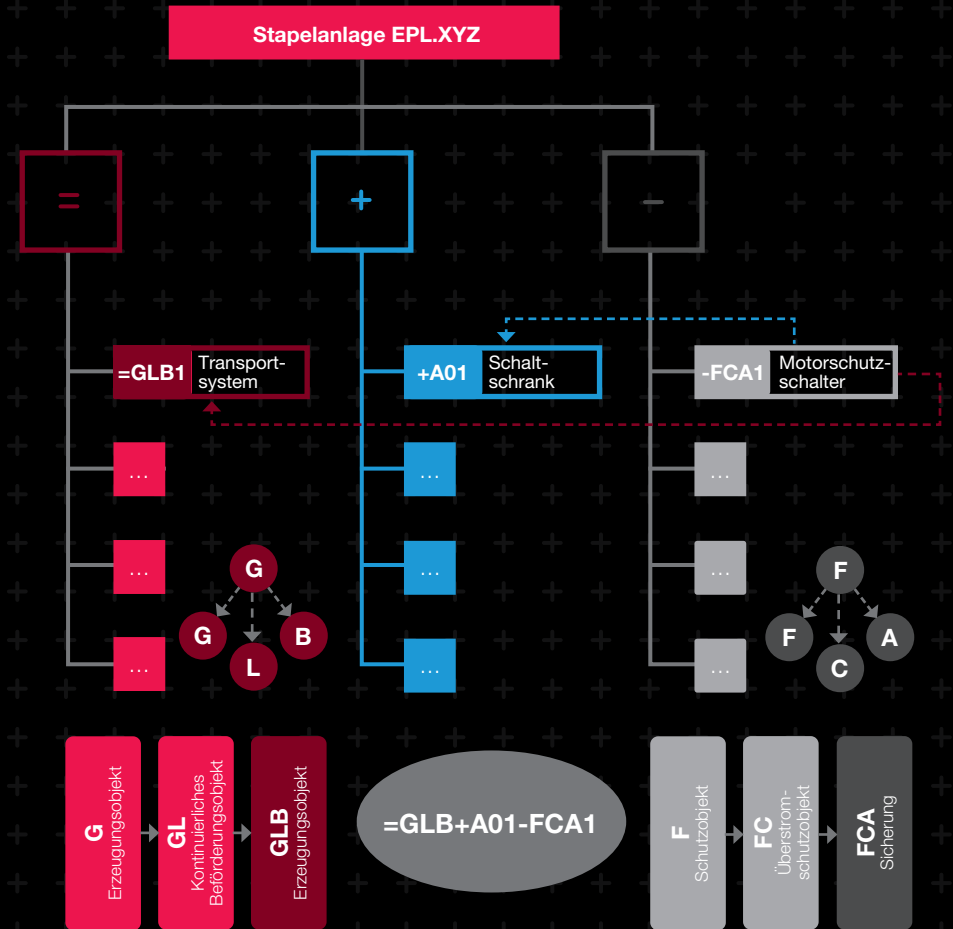 Stapelanlage EPL.XYZ
=
+
−
=GLB1
Transport-
system
+A01
Schalt-
schrank
-FCA1
Motorschutz-
schalter
...
...
...
...
...
...
...
...
...
G
G
L
B
F
F
C
A
G
Erzeugungsobjekt
GL
Kontinuierliches
Beförderungsobjekt
GLB
Erzeugungsobjekt
=GLB+A01-FCA1
F
Schutzobjekt
FC
Überstrom-
schutzobjekt
FCA
Sicherung